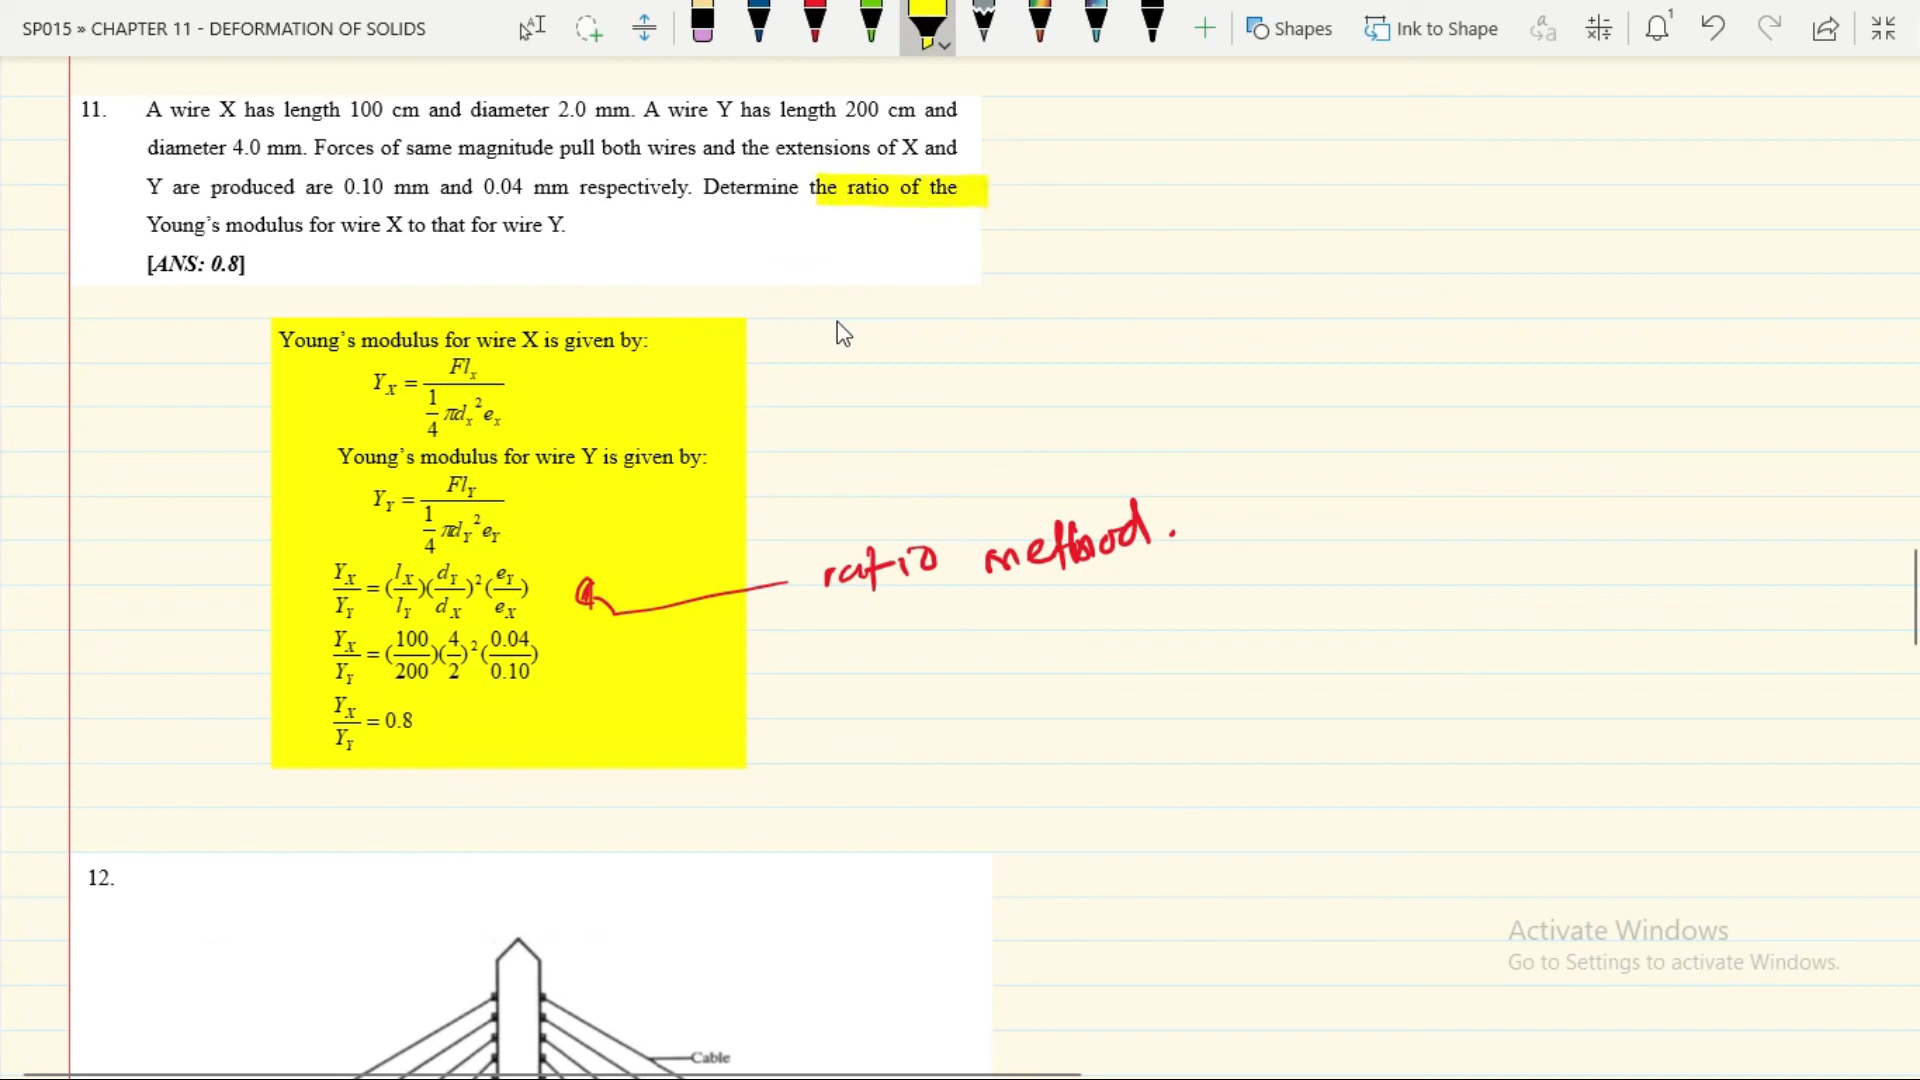 SP015 » CHAPTER 11 - DEFORMATION OF SOLIDS
Shapes
Ink to Shape
11. A wire X has length 100 cm and diameter 2.0 mm. A wire Y has length 200 cm and
diameter 4.0 mm. Forces of same magnitude pull both wires and the extensions of X and
Y are produced are 0.10 mm and 0.04 mm respectively. Determine the ratio of the
Young’s modulus for wire X to that for wire Y.
[ANS: 0.8]
Young’s modulus for wire X is given by:
Y_X = Fl_x / (1/4 πd_x² e_x)
Young’s modulus for wire Y is given by:
Y_Y = Fl_Y / (1/4 πd_Y² e_Y)
Y_X/Y_Y = (l_X/l_Y)(d_Y/d_X)²(e_Y/e_X)
ratio method.
Y_X/Y_Y = (100/200)(4/2)²(0.04/0.10)
Y_X/Y_Y = 0.8
12.
Cable
Activate Windows
Go to Settings to activate Windows.